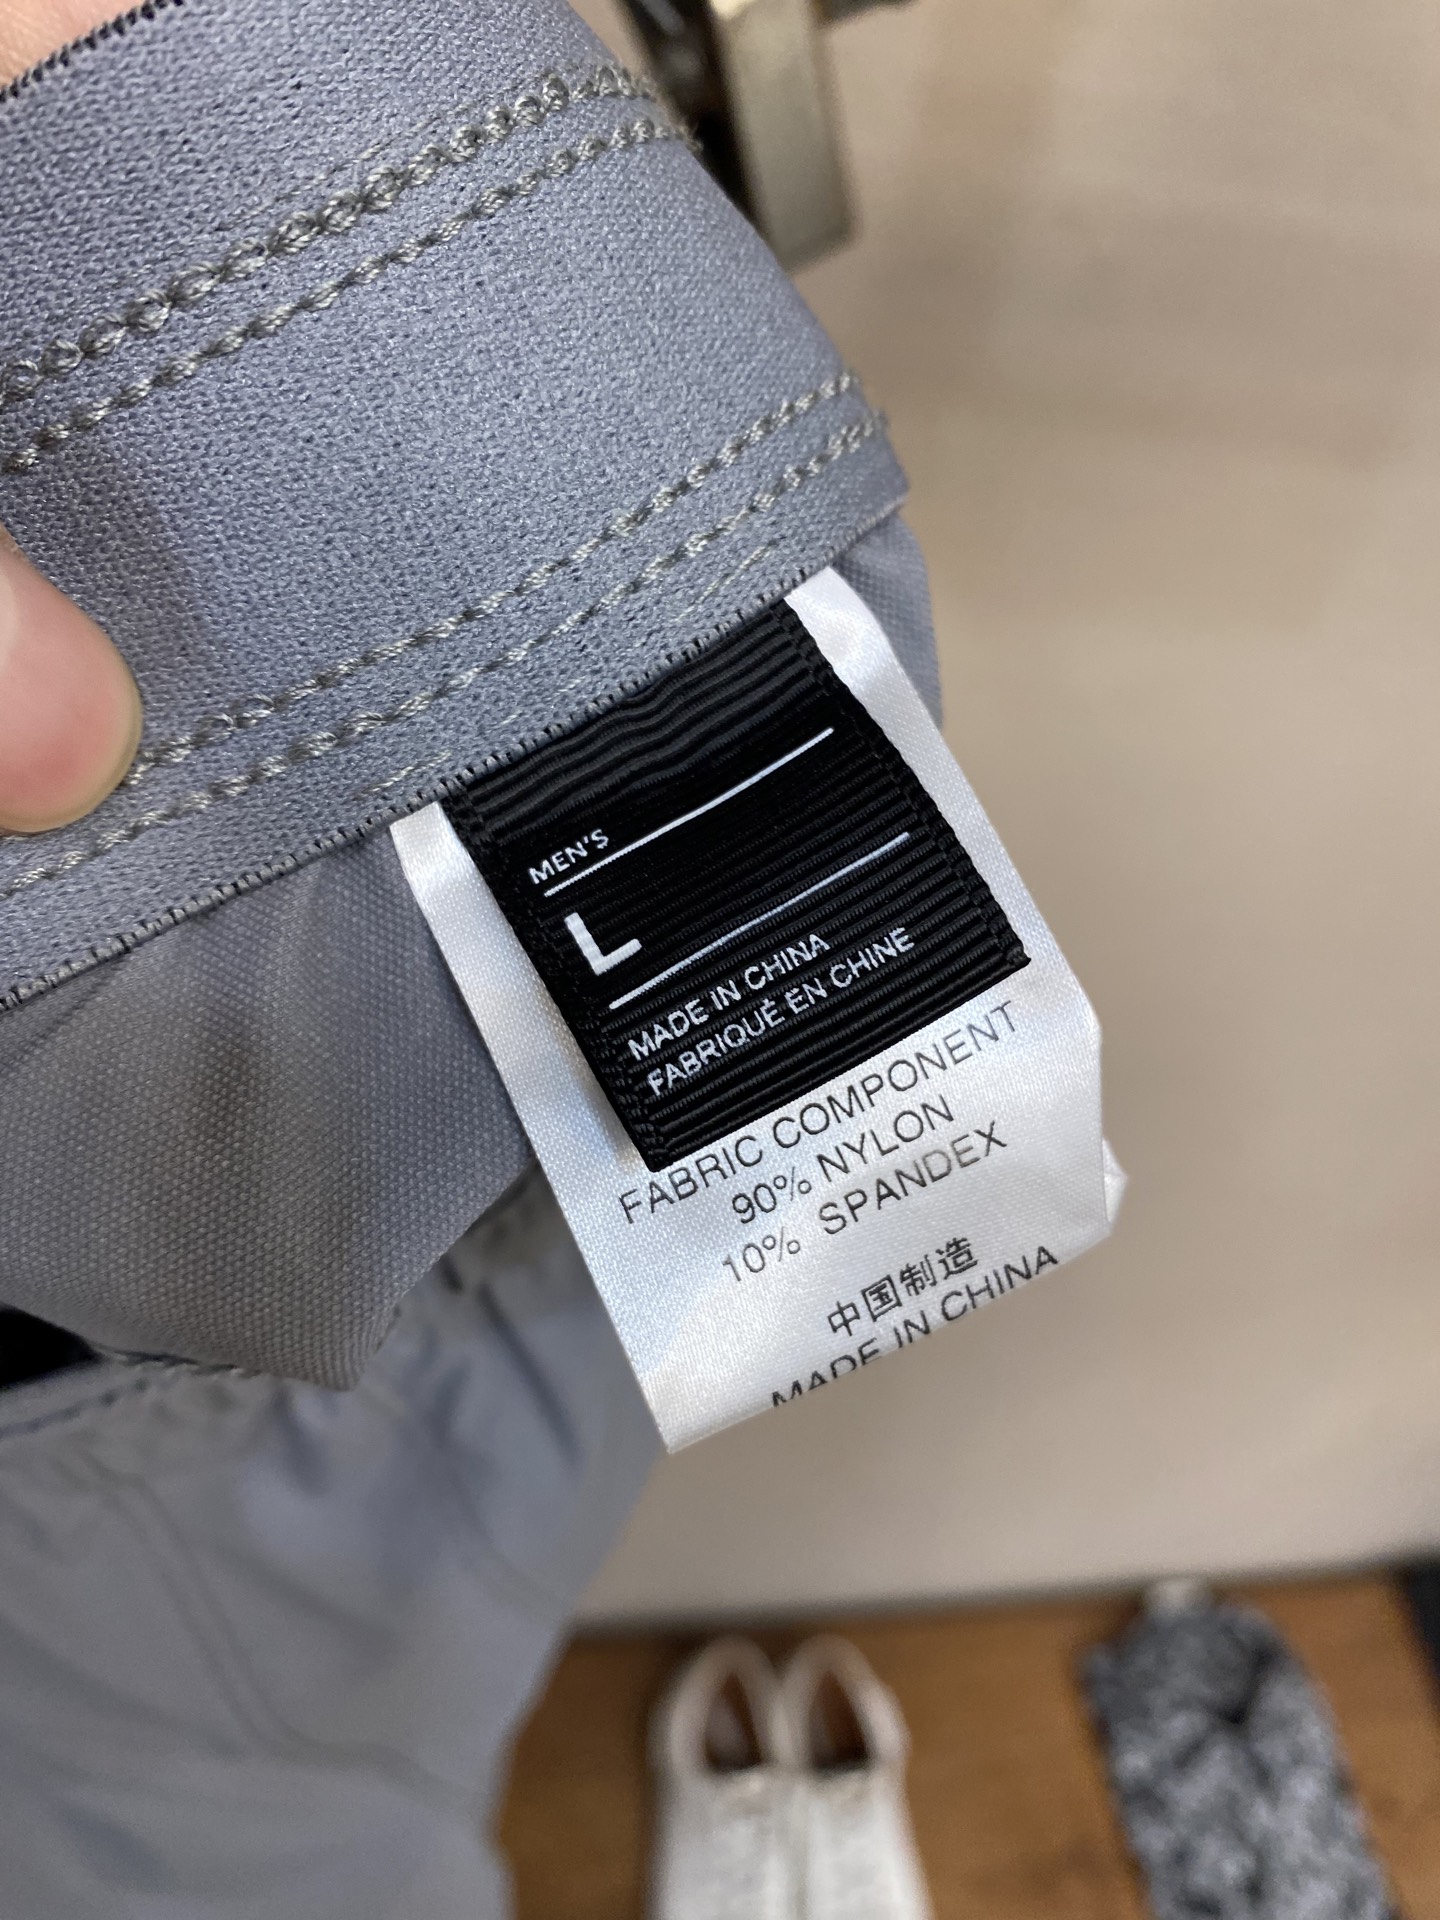 MEN'S
L
MADE IN CHINA
FABRIQUÉ EN CHINE
FABRIC COMPONENT
90% NYLON
10% SPANDEX
中国制造
MADE IN CHINA